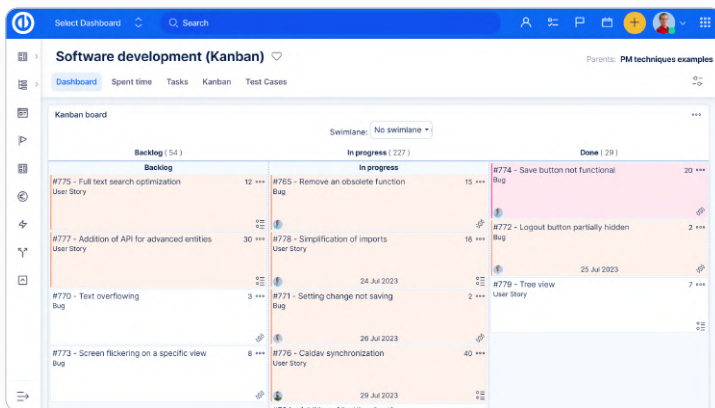 Select Dashboard
Search
Software development (Kanban)
Parents: PM techniques examples
Dashboard Spent time Tasks Kanban Test Cases
Kanban board
Swimlane: No swimlane
Backlog ( 54 ) In progress ( 227 ) Done ( 29 )
Backlog
#775 - Full text search optimization 12
User Story
#777 - Addition of API for advanced entities 30
User Story
#770 - Text overflowing 3
Bug
#773 - Screen flickering on a specific view 8
Bug
In progress
#765 - Remove an obsolete function 15
Bug
#778 - Simplification of imports 16
User Story
24 Jul 2023
#771 - Setting change not saving 2
Bug
26 Jul 2023
#776 - Caldav synchronization 40
User Story
29 Jul 2023
#774 - Save button not functional 20
Bug
#772 - Logout button partially hidden 2
Bug
25 Jul 2023
#779 - Tree view 7
User Story